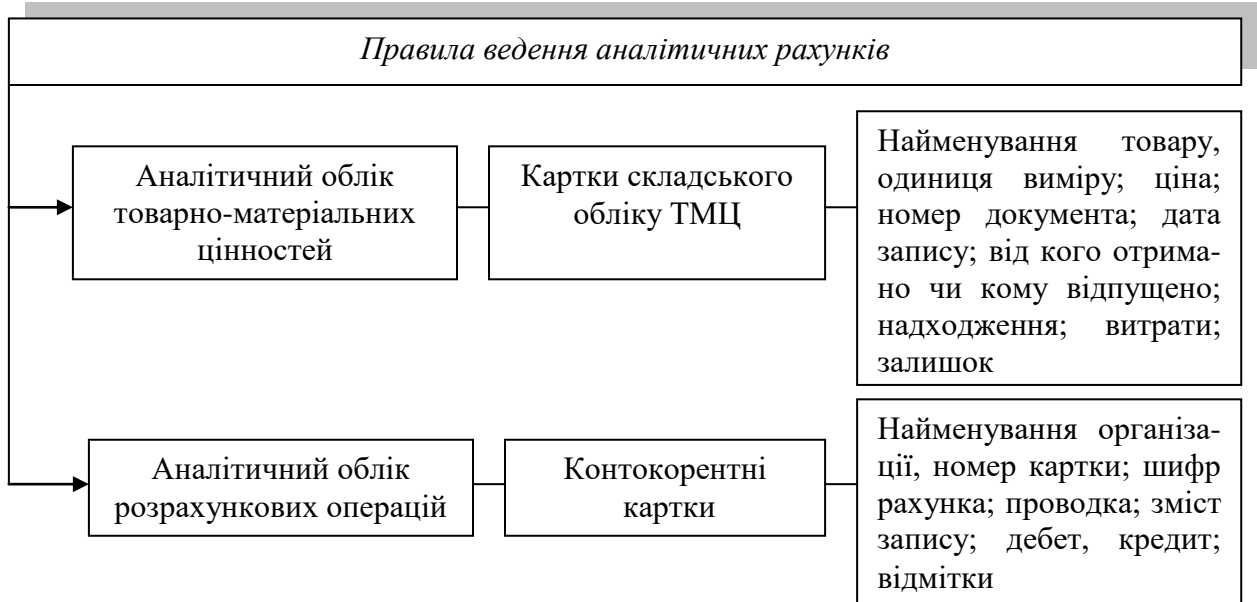 Правила ведення аналітичних рахунків
Аналітичний облік
товарно-матеріальних
цінностей
Картки складського
обліку ТМЦ
Найменування товару,
одиниця виміру; ціна;
номер документа; дата
запису; від кого отрима-
но чи кому відпущено;
надходження; витрати;
залишок
Аналітичний облік
розрахункових операцій
Контокорентні
картки
Найменування організа-
ції, номер картки; шифр
рахунка; проводка; зміст
запису; дебет, кредит;
відмітки